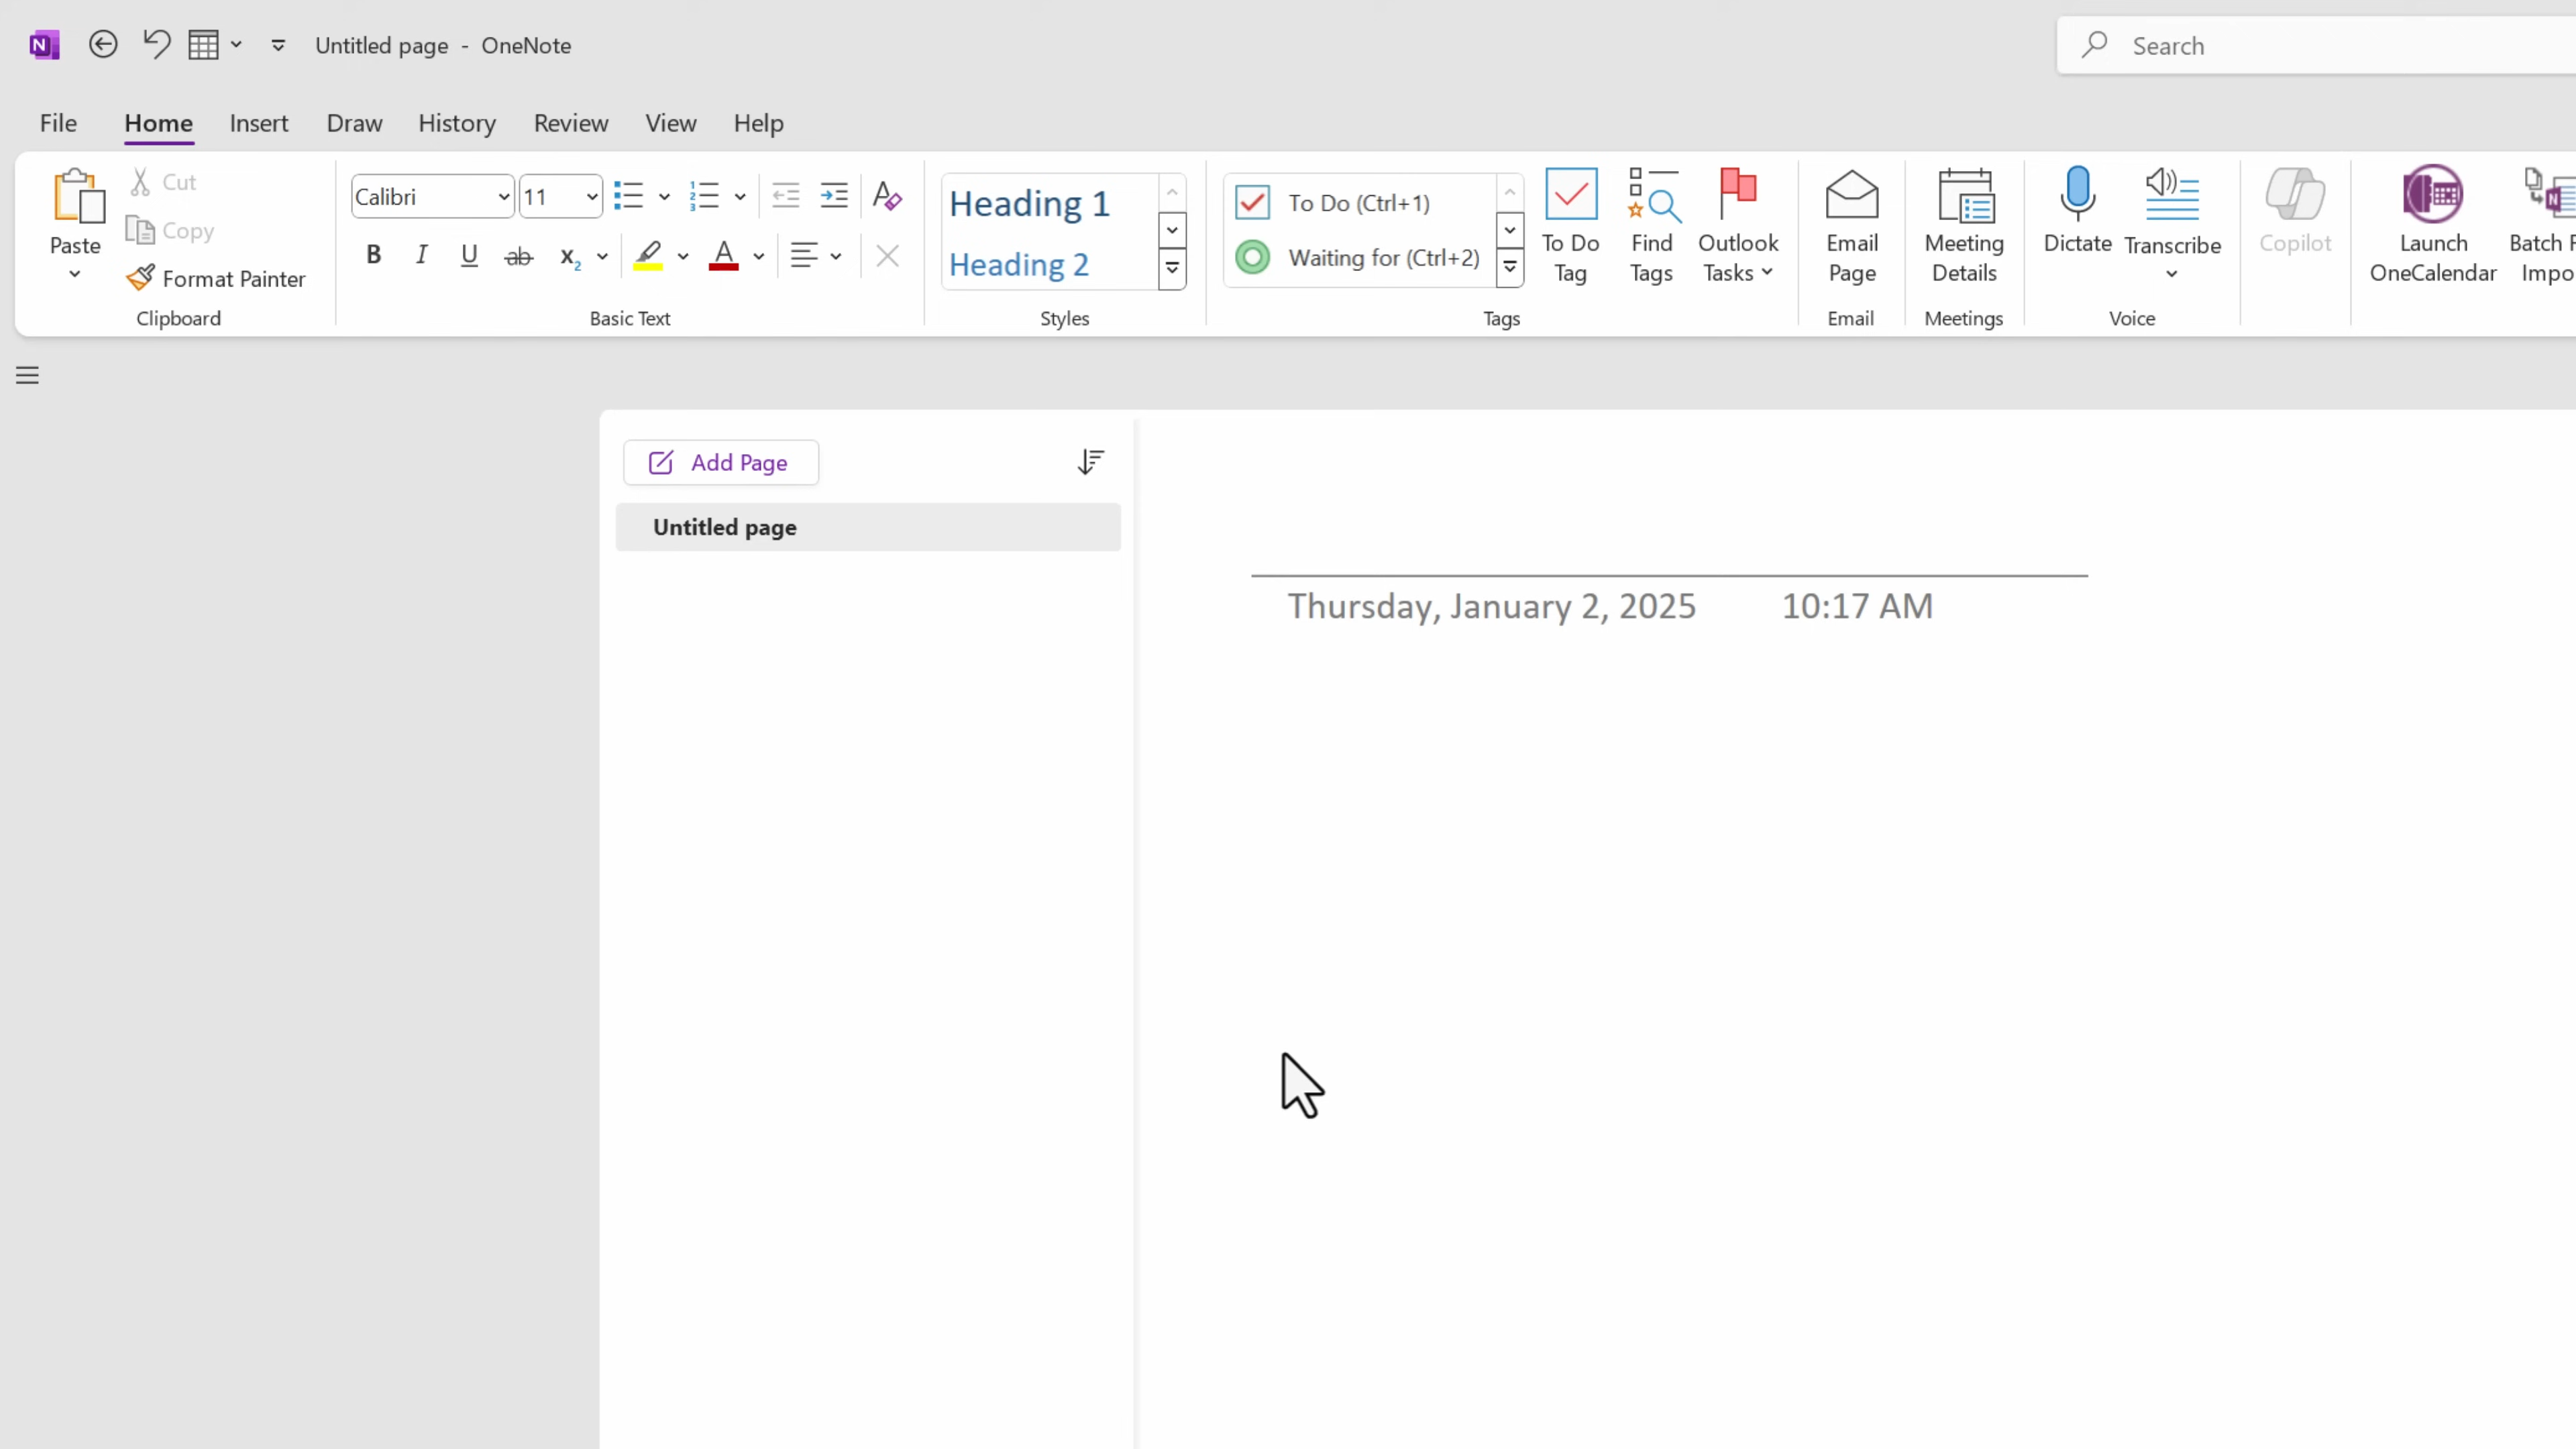 Untitled page - OneNote
Search
File Home Insert Draw History Review View Help
Paste
Cut
Copy
Format Painter
Clipboard
Calibri 11
B I U ab x2 A
Basic Text
Heading 1
Heading 2
Styles
To Do (Ctrl+1)
Waiting for (Ctrl+2)
To Do
Tag
Find
Tags
Outlook
Tasks
Tags
Email
Page
Email
Meeting
Details
Meetings
Dictate
Transcribe
Voice
Copilot
Launch
OneCalendar
Batch
Add Page
Untitled page
Thursday, January 2, 2025 10:17 AM